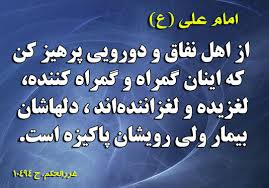 امام علی (ع)
از اهل نفاق و دورویی پرهیز کن
که اینان گمراه و گمراه کننده،
لغزیده و لغزاننده‌اند ، دلهاشان
بیمار ولی رویشان پاکیزه است.
غررالحکم، ح ۱۰۴۹۴